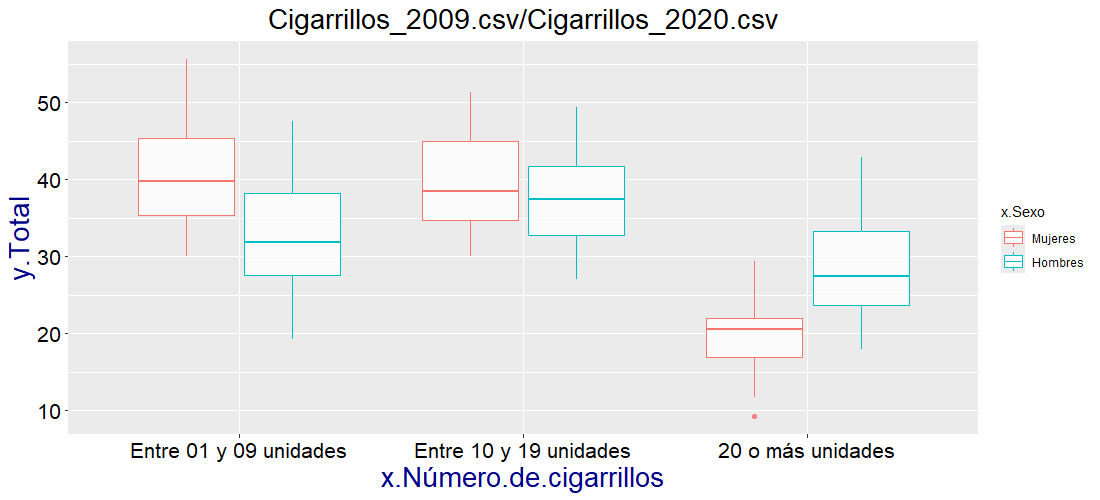 Cigarrillos_2009.csv/Cigarrillos_2020.csv
y.Total
50
40
30
20
10
Entre 01 y 09 unidades
Entre 10 y 19 unidades
20 o más unidades
x.Número.de.cigarrillos
x.Sexo
Mujeres
Hombres